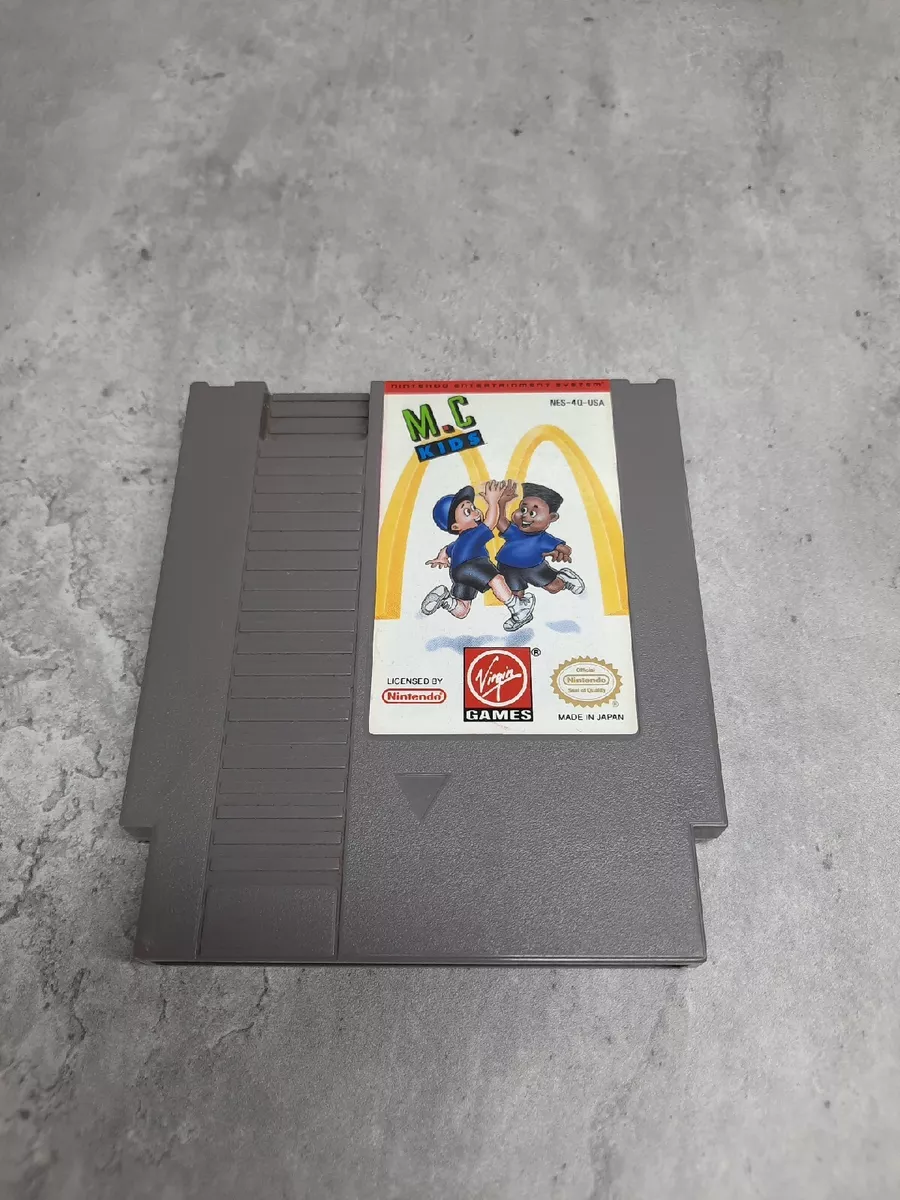 NINTENDO ENTERTAINMENT SYSTEM®
M.C
KIDS
NES-4Q-USA
LICENSED BY
Nintendo®
Virgin®
GAMES
Official
Nintendo
Seal of Quality
®
MADE IN JAPAN